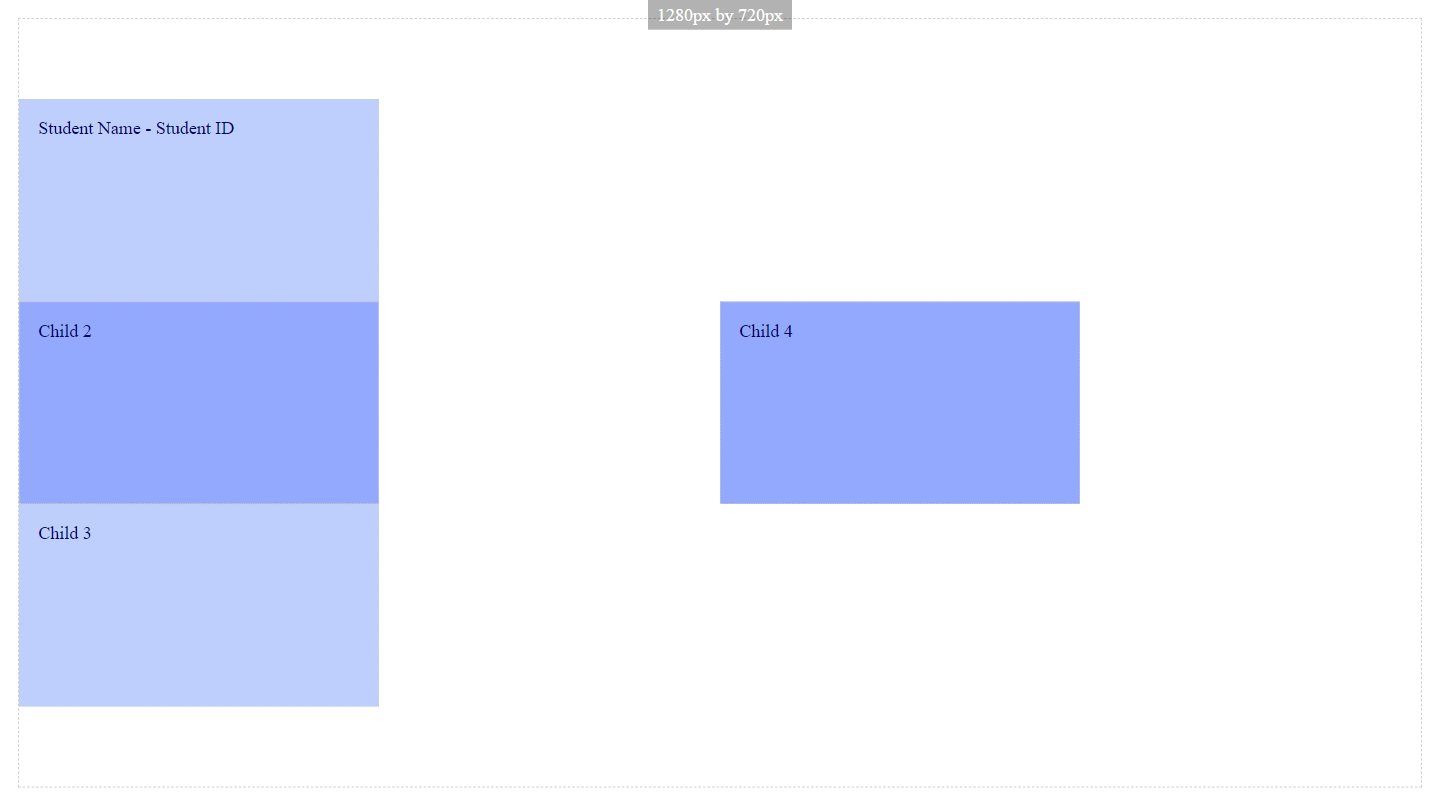 1280px by 720px
Student Name - Student ID
Child 2
Child 4
Child 3